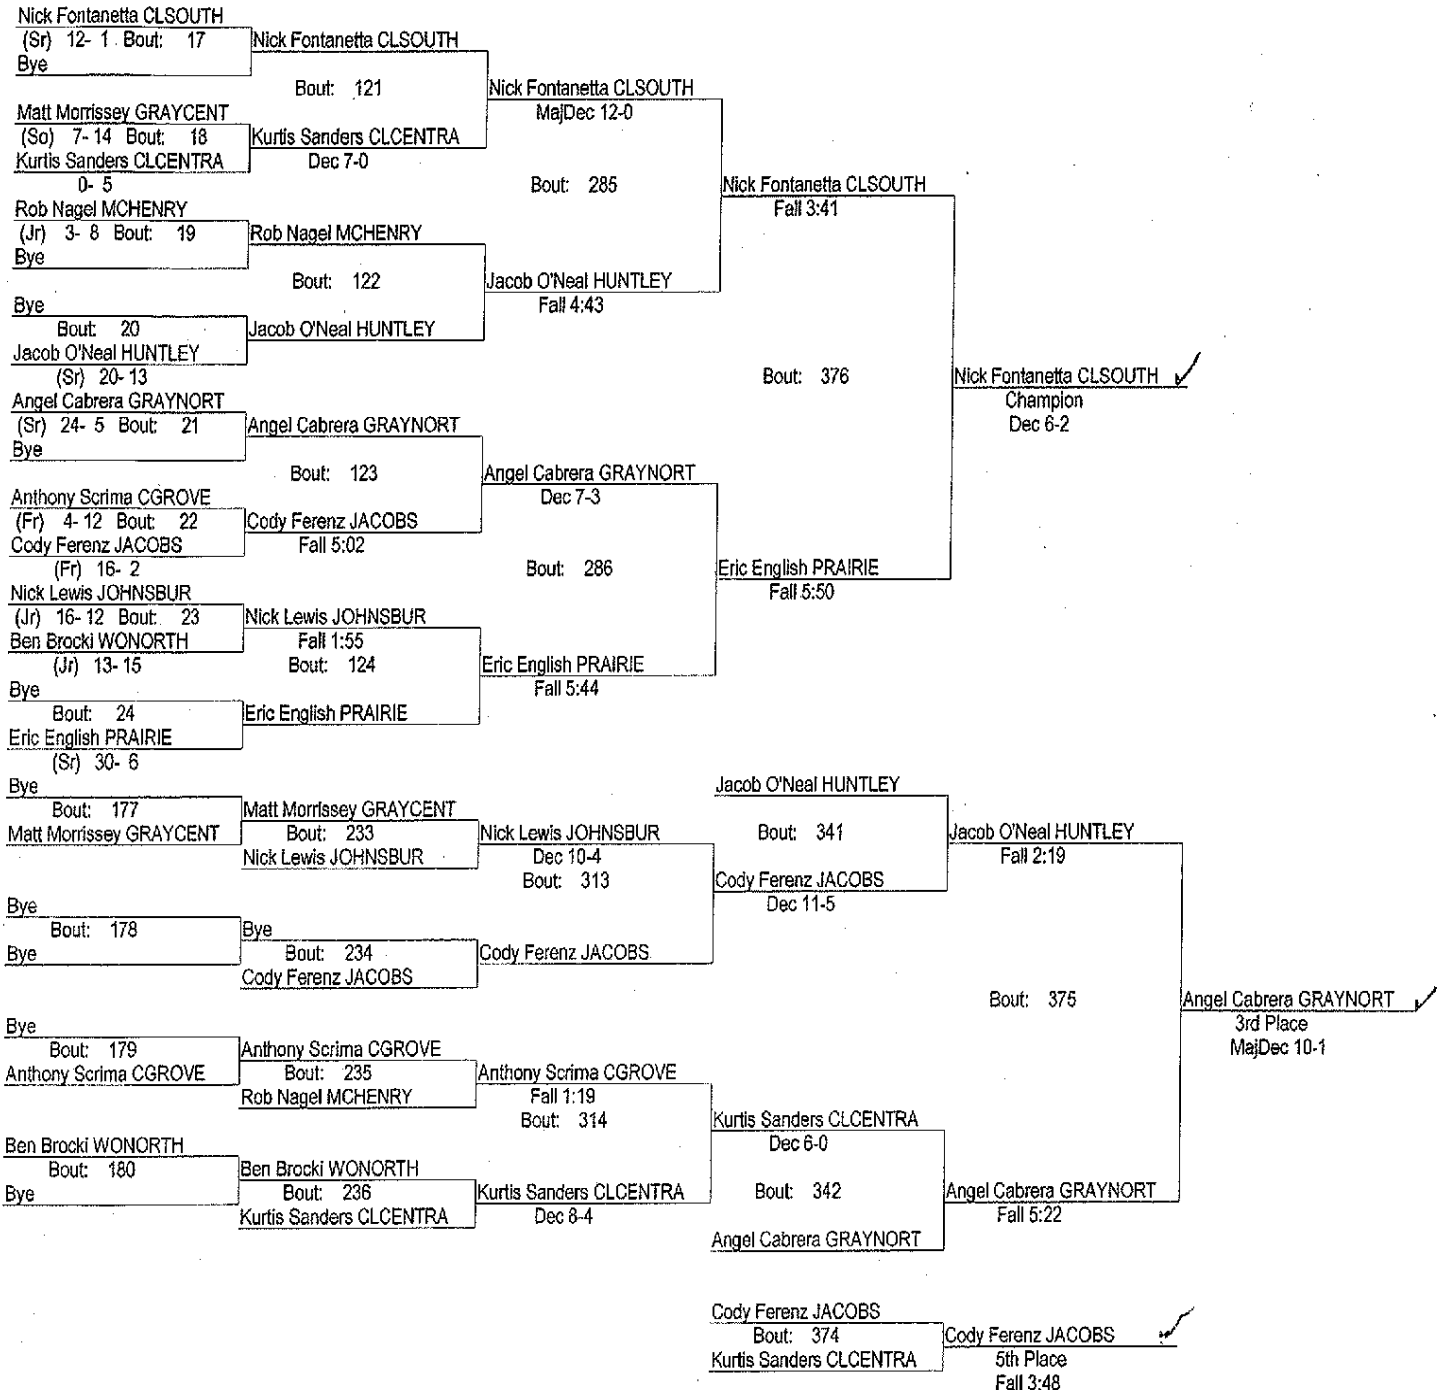 Nick Fontanetta CLSOUTH
(Sr) 12- 1 Bout: 17
Bye
Nick Fontanetta CLSOUTH
Bout: 121
Matt Morrissey GRAYCENT
(So) 7- 14 Bout: 18
Kurtis Sanders CLCENTRA
0- 5
Kurtis Sanders CLCENTRA
Dec 7-0
Nick Fontanetta CLSOUTH
MajDec 12-0
Bout: 285
Rob Nagel MCHENRY
(Jr) 3- 8 Bout: 19
Bye
Rob Nagel MCHENRY
Bout: 122
Bye
Bout: 20
Jacob O'Neal HUNTLEY
(Sr) 20- 13
Jacob O'Neal HUNTLEY
Jacob O'Neal HUNTLEY
Fall 4:43
Nick Fontanetta CLSOUTH
Fall 3:41
Bout: 376
Nick Fontanetta CLSOUTH
Champion
Dec 6-2
Angel Cabrera GRAYNORT
(Sr) 24- 5 Bout: 21
Bye
Angel Cabrera GRAYNORT
Bout: 123
Anthony Scrima CGROVE
(Fr) 4- 12 Bout: 22
Cody Ferenz JACOBS
(Fr) 16- 2
Cody Ferenz JACOBS
Fall 5:02
Angel Cabrera GRAYNORT
Dec 7-3
Bout: 286
Nick Lewis JOHNSBUR
(Jr) 16- 12 Bout: 23
Ben Brocki WONORTH
(Jr) 13- 15
Nick Lewis JOHNSBUR
Fall 1:55
Bout: 124
Bye
Bout: 24
Eric English PRAIRIE
(Sr) 30- 6
Eric English PRAIRIE
Eric English PRAIRIE
Fall 5:44
Eric English PRAIRIE
Fall 5:50
Bye
Bout: 177
Matt Morrissey GRAYCENT
Matt Morrissey GRAYCENT
Bout: 233
Nick Lewis JOHNSBUR
Nick Lewis JOHNSBUR
Dec 10-4
Bout: 313
Bye
Bout: 178
Bye
Bye
Bout: 234
Cody Ferenz JACOBS
Cody Ferenz JACOBS
Jacob O'Neal HUNTLEY
Bout: 341
Cody Ferenz JACOBS
Dec 11-5
Jacob O'Neal HUNTLEY
Fall 2:19
Bout: 375
Angel Cabrera GRAYNORT
3rd Place
MajDec 10-1
Bye
Bout: 179
Anthony Scrima CGROVE
Anthony Scrima CGROVE
Bout: 235
Rob Nagel MCHENRY
Anthony Scrima CGROVE
Fall 1:19
Bout: 314
Ben Brocki WONORTH
Bout: 180
Bye
Ben Brocki WONORTH
Bout: 236
Kurtis Sanders CLCENTRA
Kurtis Sanders CLCENTRA
Dec 8-4
Kurtis Sanders CLCENTRA
Dec 6-0
Bout: 342
Angel Cabrera GRAYNORT
Angel Cabrera GRAYNORT
Fall 5:22
Cody Ferenz JACOBS
Bout: 374
Kurtis Sanders CLCENTRA
Cody Ferenz JACOBS
5th Place
Fall 3:48